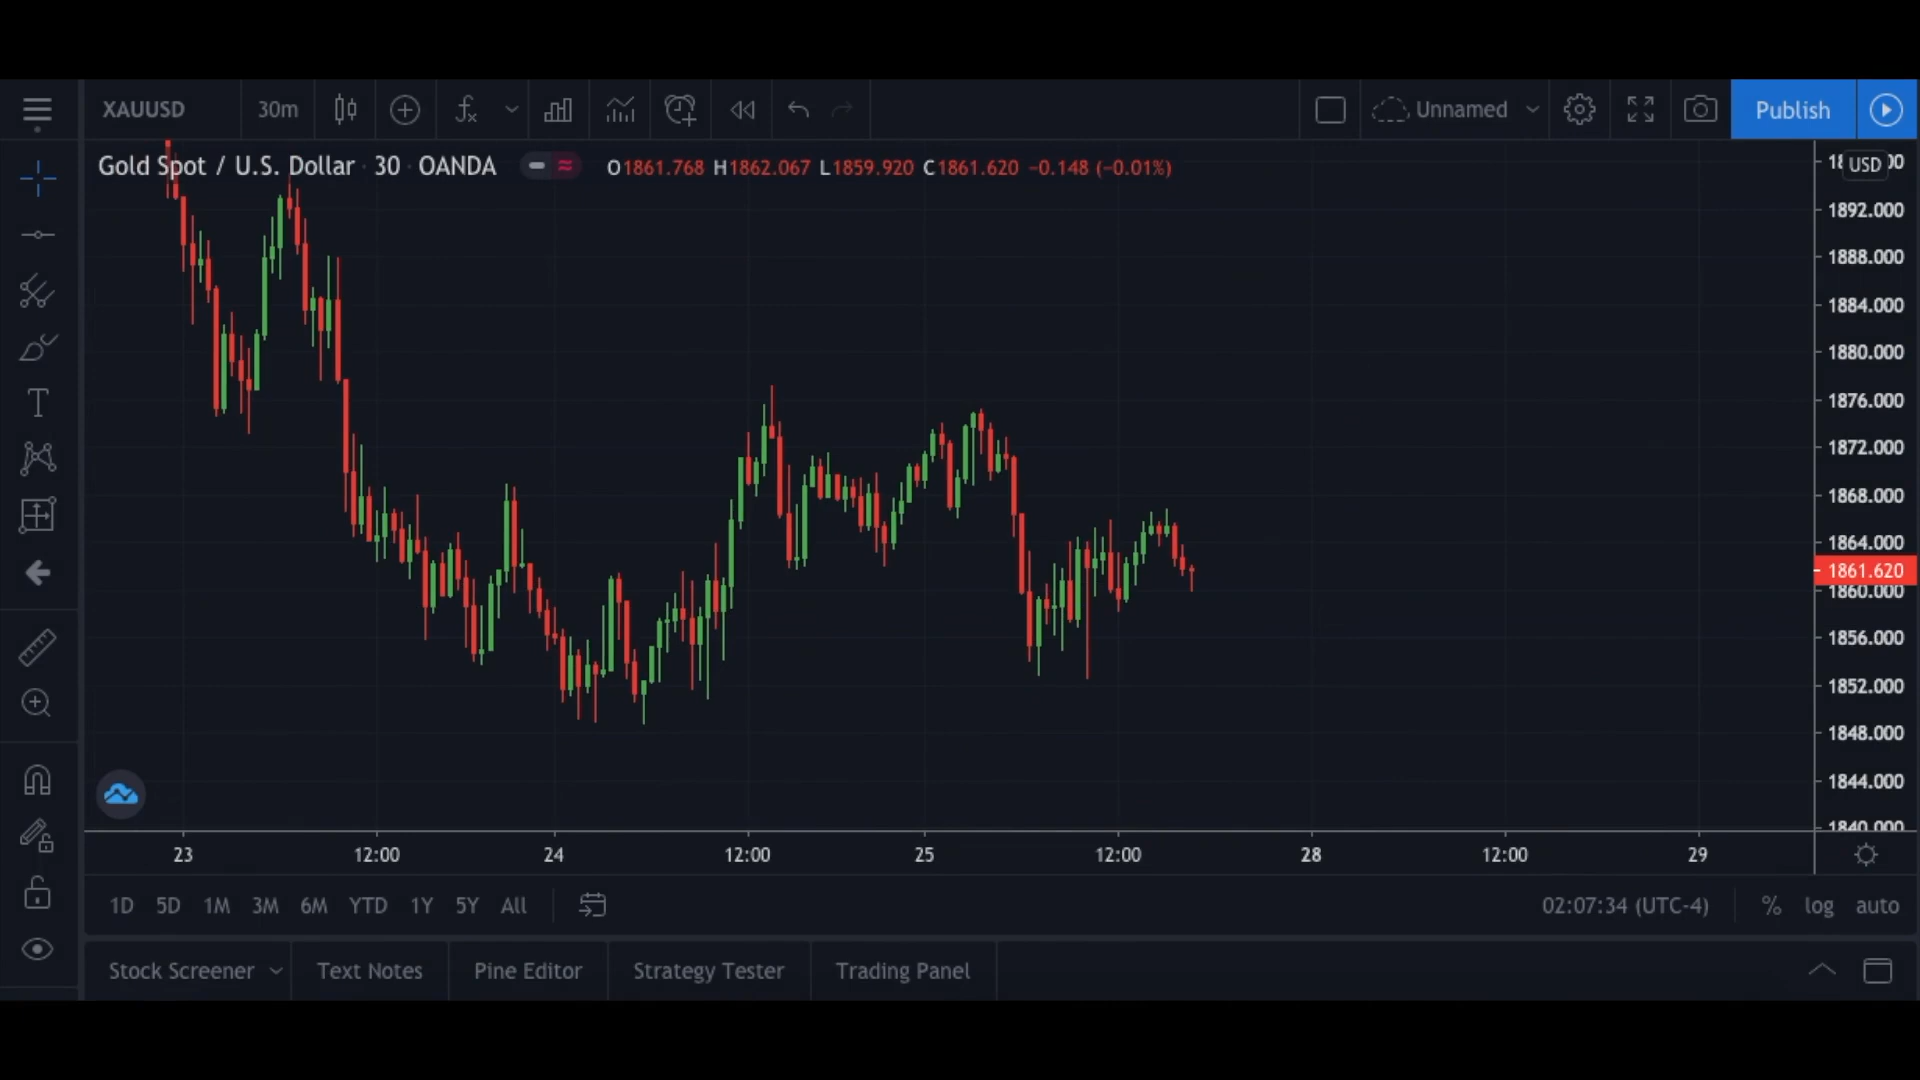 XAUUSD 30m Unnamed Publish
Gold Spot / U.S. Dollar · 30 · OANDA O1861.768 H1862.067 L1859.920 C1861.620 −0.148 (−0.01%)
USD
1892.000
1888.000
1884.000
1880.000
1876.000
1872.000
1868.000
1864.000
1861.620
1860.000
1856.000
1852.000
1848.000
1844.000
1840.000
23 12:00 24 12:00 25 12:00 28 12:00 29
1D 5D 1M 3M 6M YTD 1Y 5Y All 02:07:34 (UTC-4) % log auto
Stock Screener Text Notes Pine Editor Strategy Tester Trading Panel